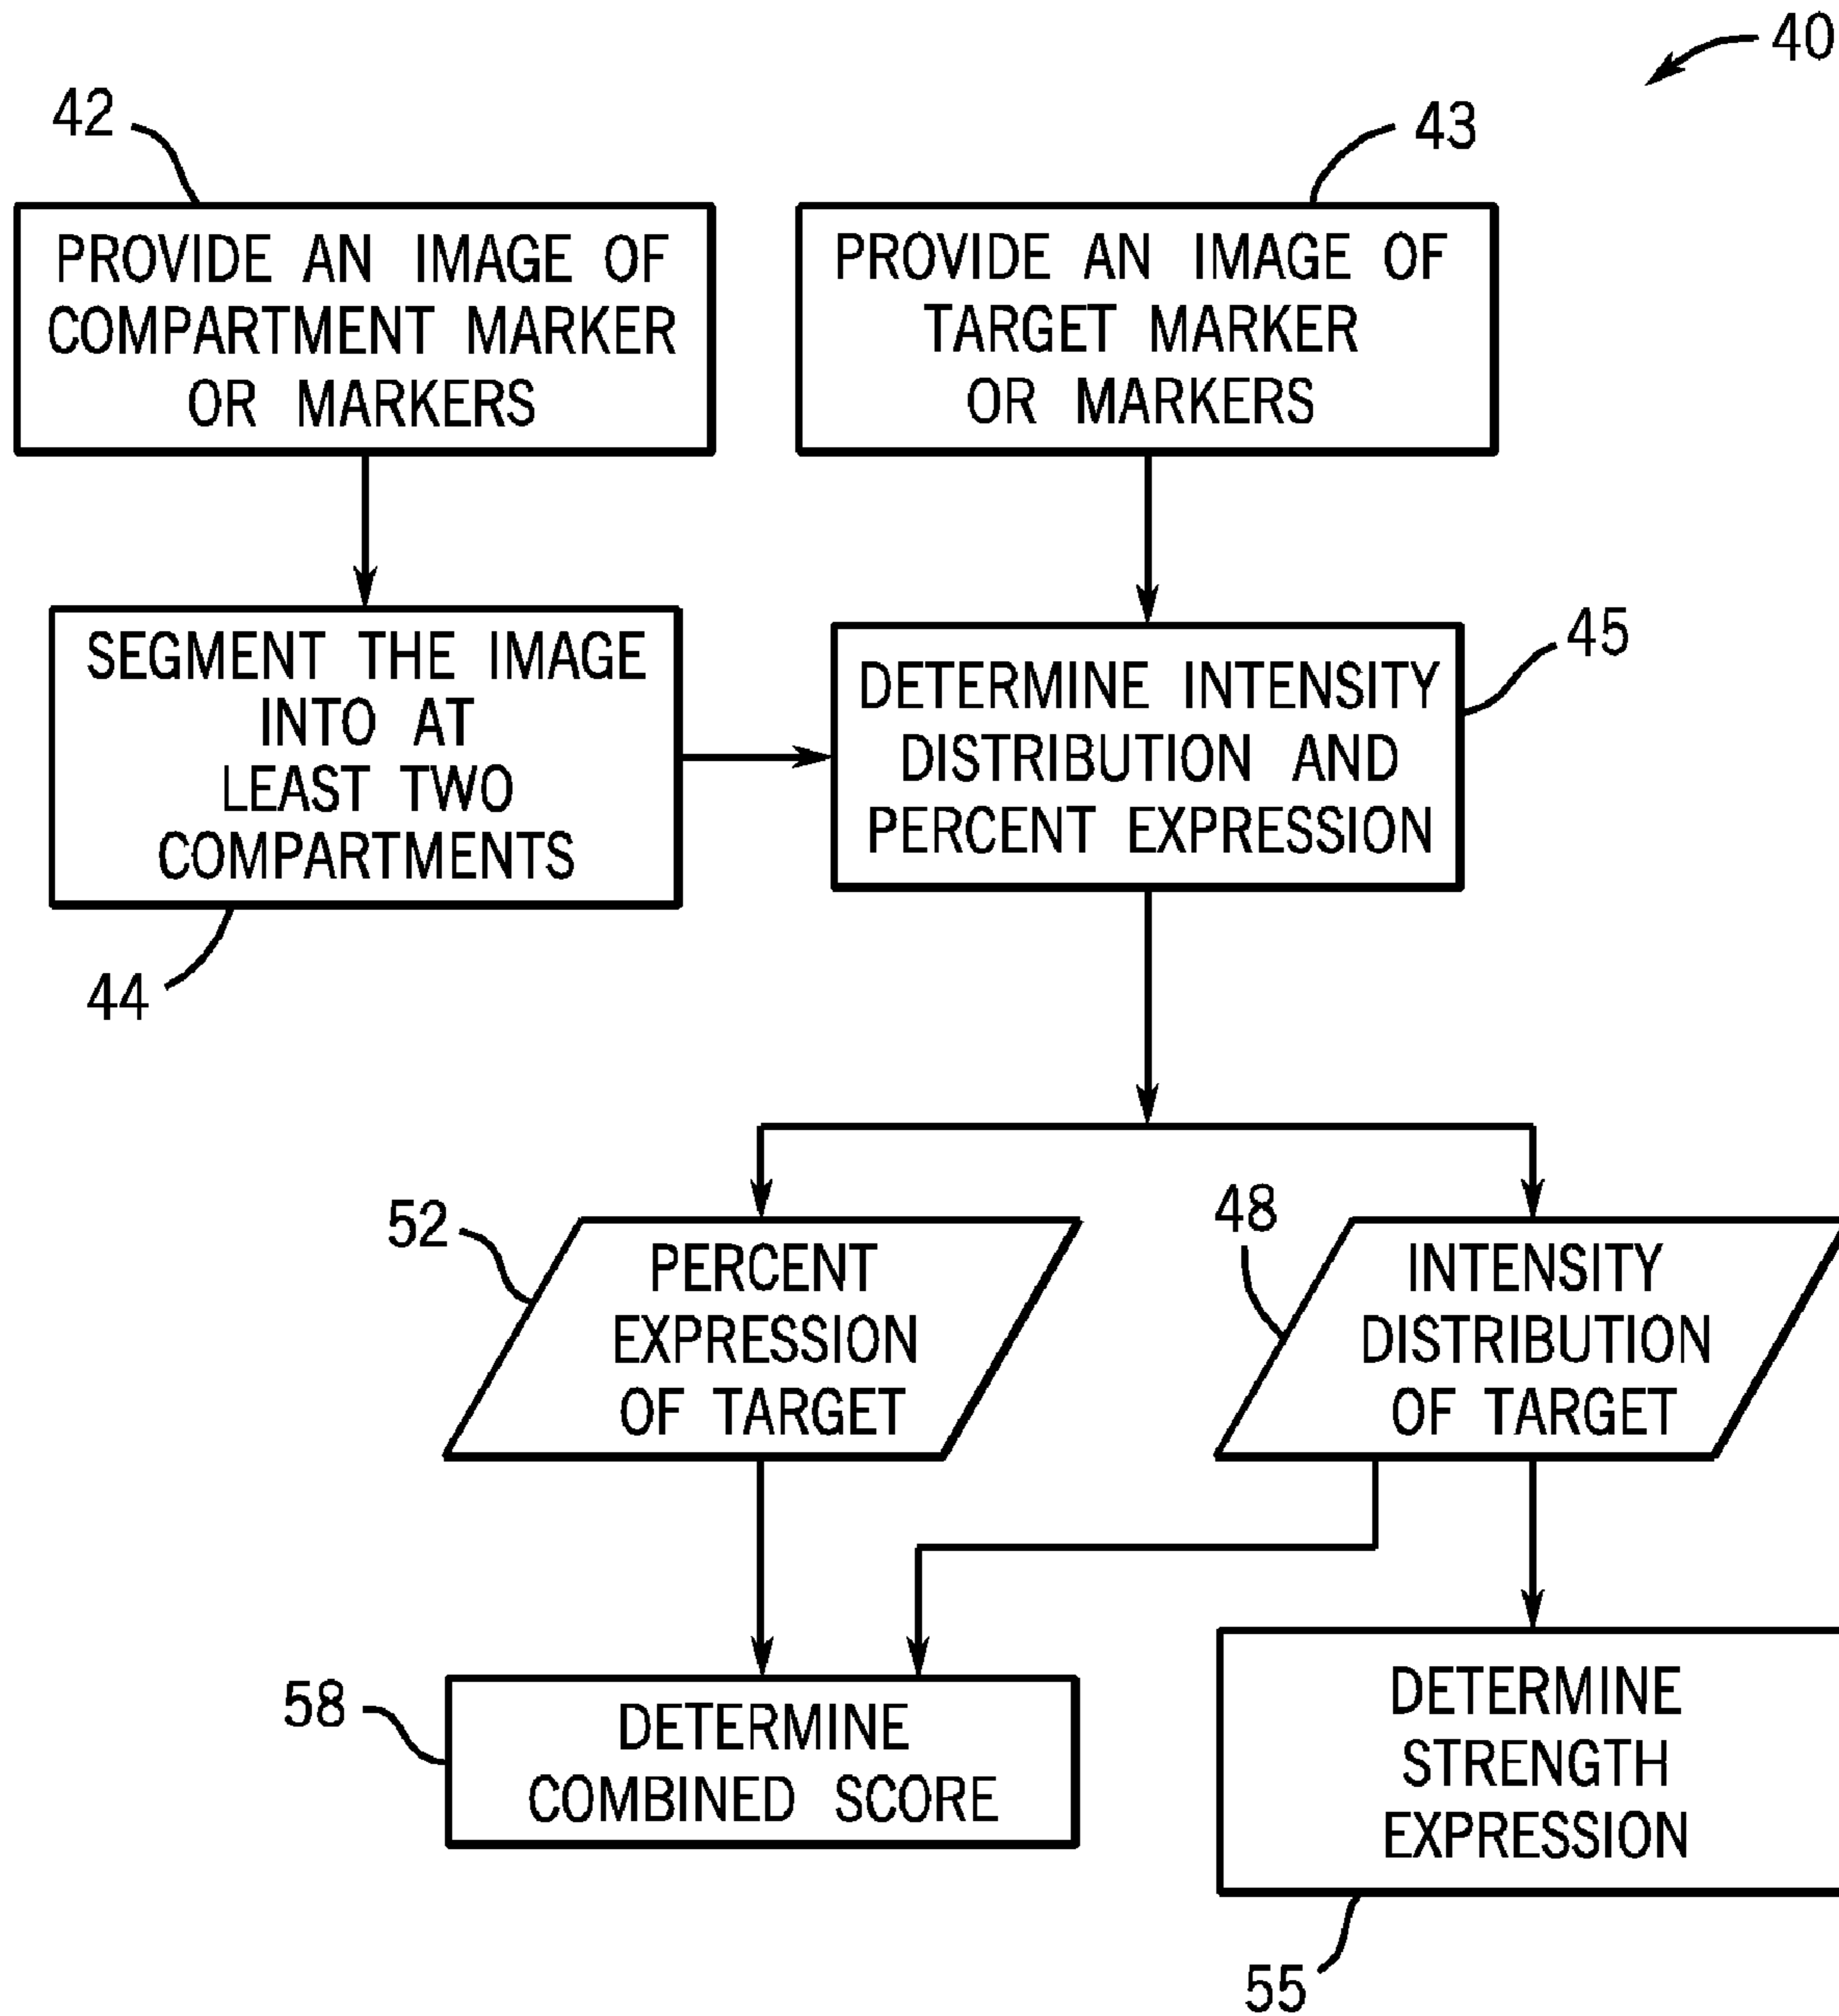 40
42
PROVIDE AN IMAGE OF
COMPARTMENT MARKER
OR MARKERS
43
PROVIDE AN IMAGE OF
TARGET MARKER
OR MARKERS
SEGMENT THE IMAGE
INTO AT
LEAST TWO
COMPARTMENTS
44
45
DETERMINE INTENSITY
DISTRIBUTION AND
PERCENT EXPRESSION
52
PERCENT
EXPRESSION
OF TARGET
48
INTENSITY
DISTRIBUTION
OF TARGET
58
DETERMINE
COMBINED SCORE
DETERMINE
STRENGTH
EXPRESSION
55